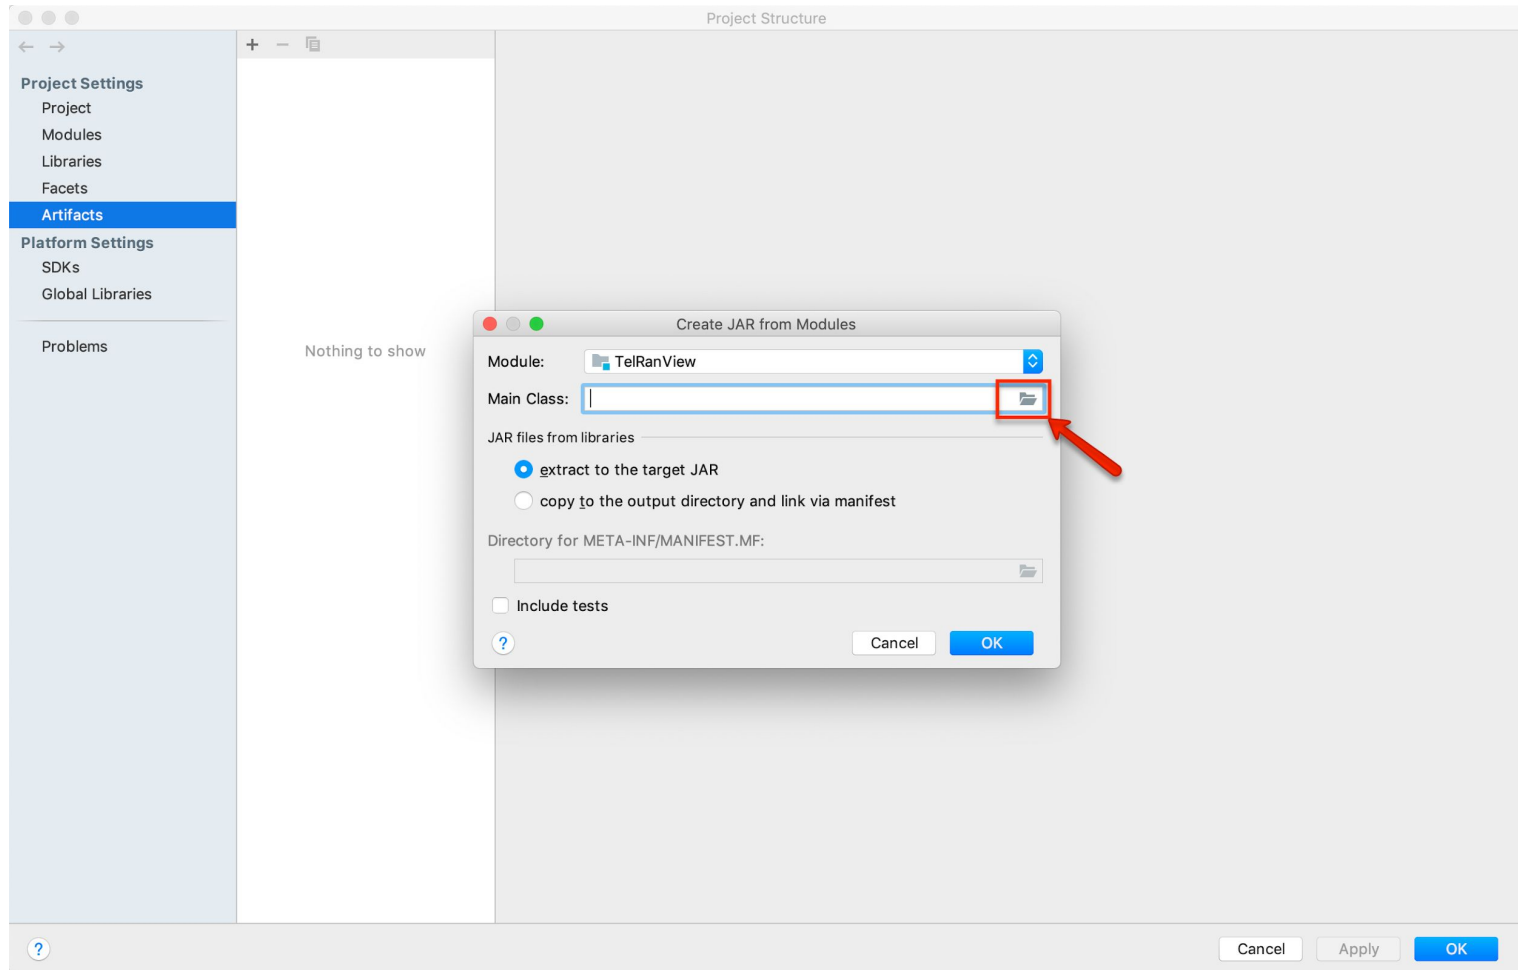 Project Structure
Project Settings
Project
Modules
Libraries
Facets
Artifacts
Platform Settings
SDKs
Global Libraries
Problems
Nothing to show
Create JAR from Modules
Module: TelRanView
Main Class:
JAR files from libraries
extract to the target JAR
copy to the output directory and link via manifest
Directory for META-INF/MANIFEST.MF:
Include tests
? Cancel OK
? Cancel Apply OK